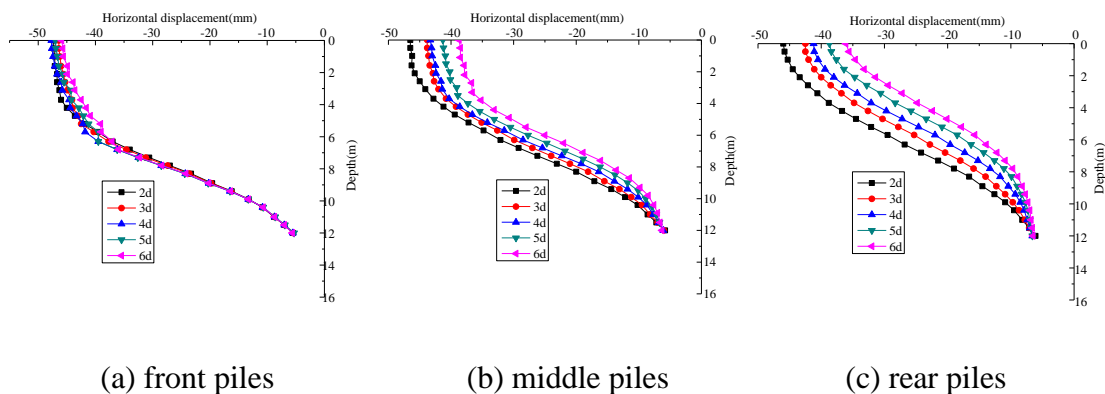 Horizontal displacement(mm)
-50 -40 -30 -20 -10 0
0
2
4
6
8
10
12
14
16
Depth(m)
2d
3d
4d
5d
6d
(a) front piles
Horizontal displacement(mm)
-50 -40 -30 -20 -10 0
0
2
4
6
8
10
12
14
16
Depth(m)
2d
3d
4d
5d
6d
(b) middle piles
Horizontal displacement(mm)
-50 -40 -30 -20 -10 0
0
2
4
6
8
10
12
14
16
Depth(m)
2d
3d
4d
5d
6d
(c) rear piles